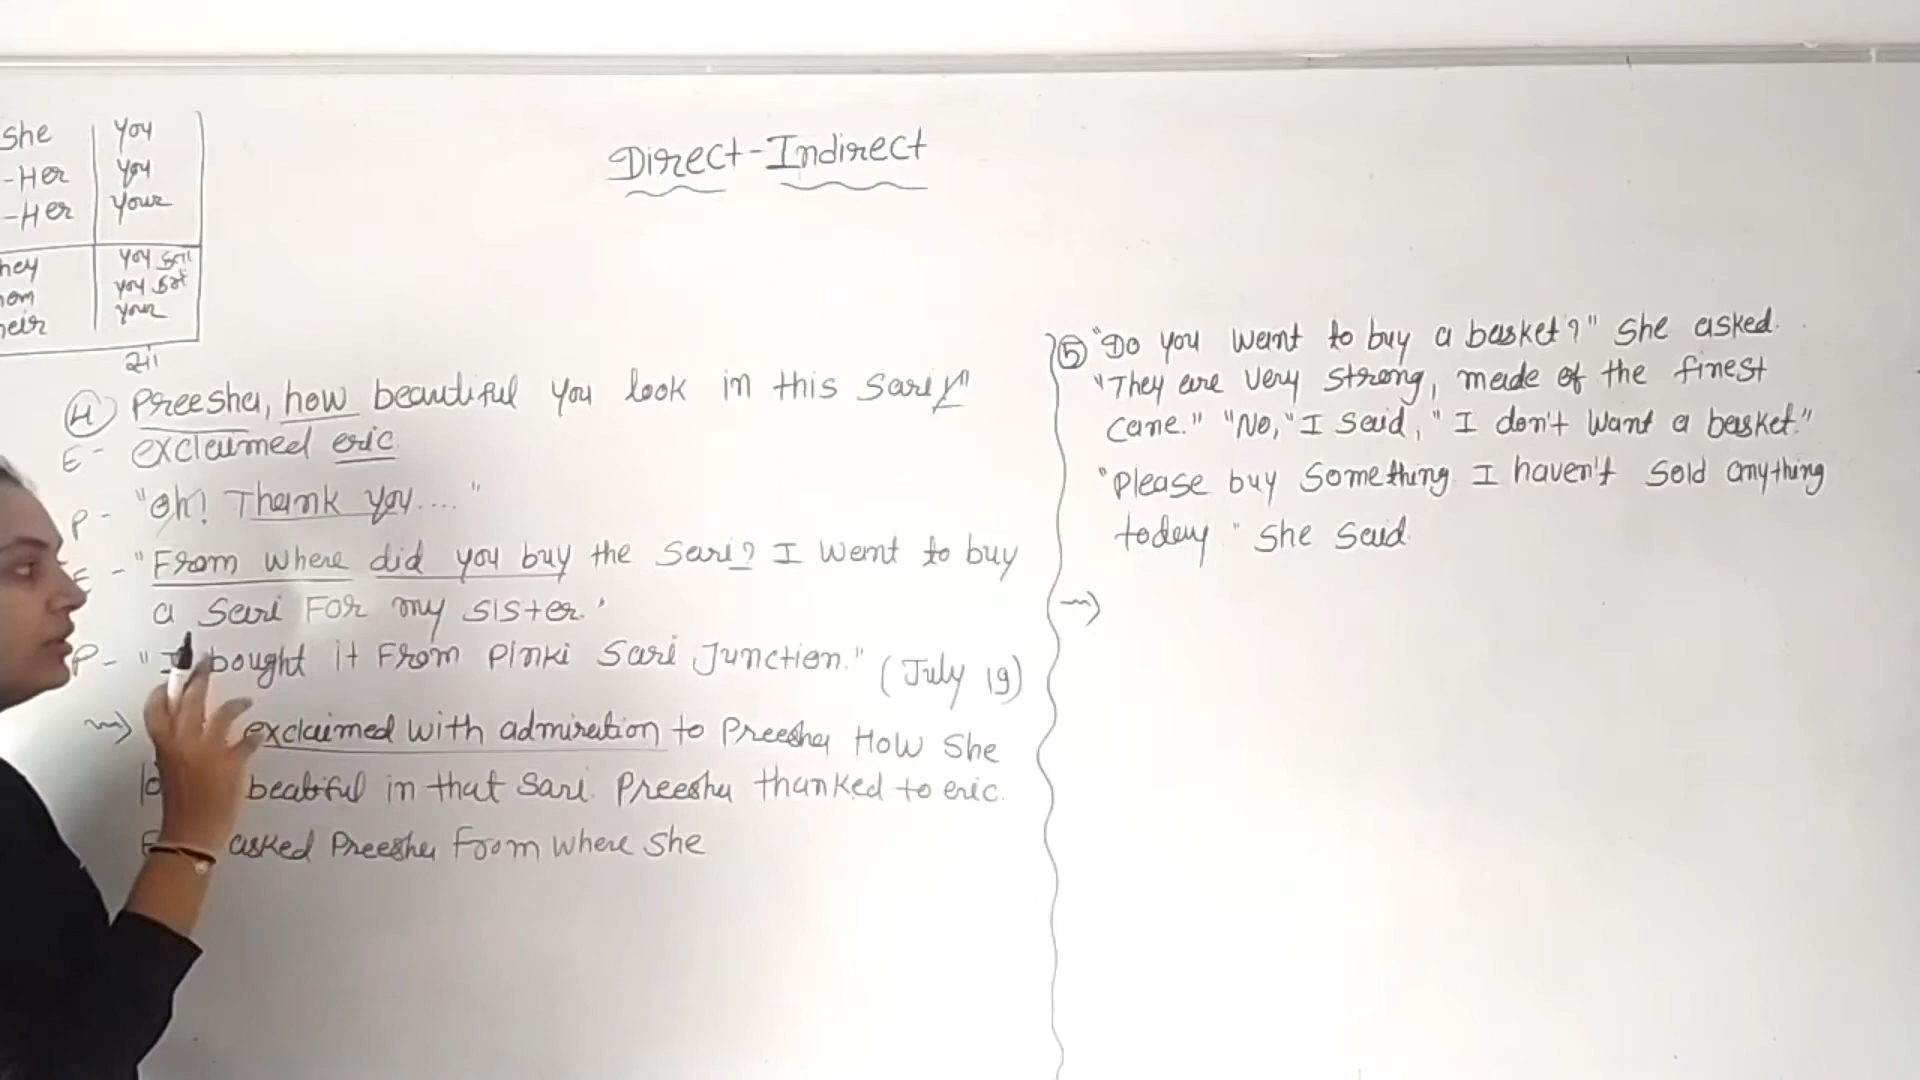 Direct-Indirect
She You
-Her You
-Her Your
You
You
Your
④ Preesha, how beautiful you look in this Sari!"
E- exclaimed eric
P- "Oh! Thank you...."
E- "From where did you buy the Sari? I want to buy
a Sari For my sister."
P- "I bought it From Pinki Sari Junction." (July 19)
exclaimed with admiration to Preesha How She
beatiful in that Sari. Preesha thanked to eric.
asked Preesha From where she
⑤ "Do you want to buy a basket?" She asked.
"They are very strong, made of the finest
cane." "No," I said, "I don't want a basket."
"Please buy Something. I haven't sold anything
today." She said